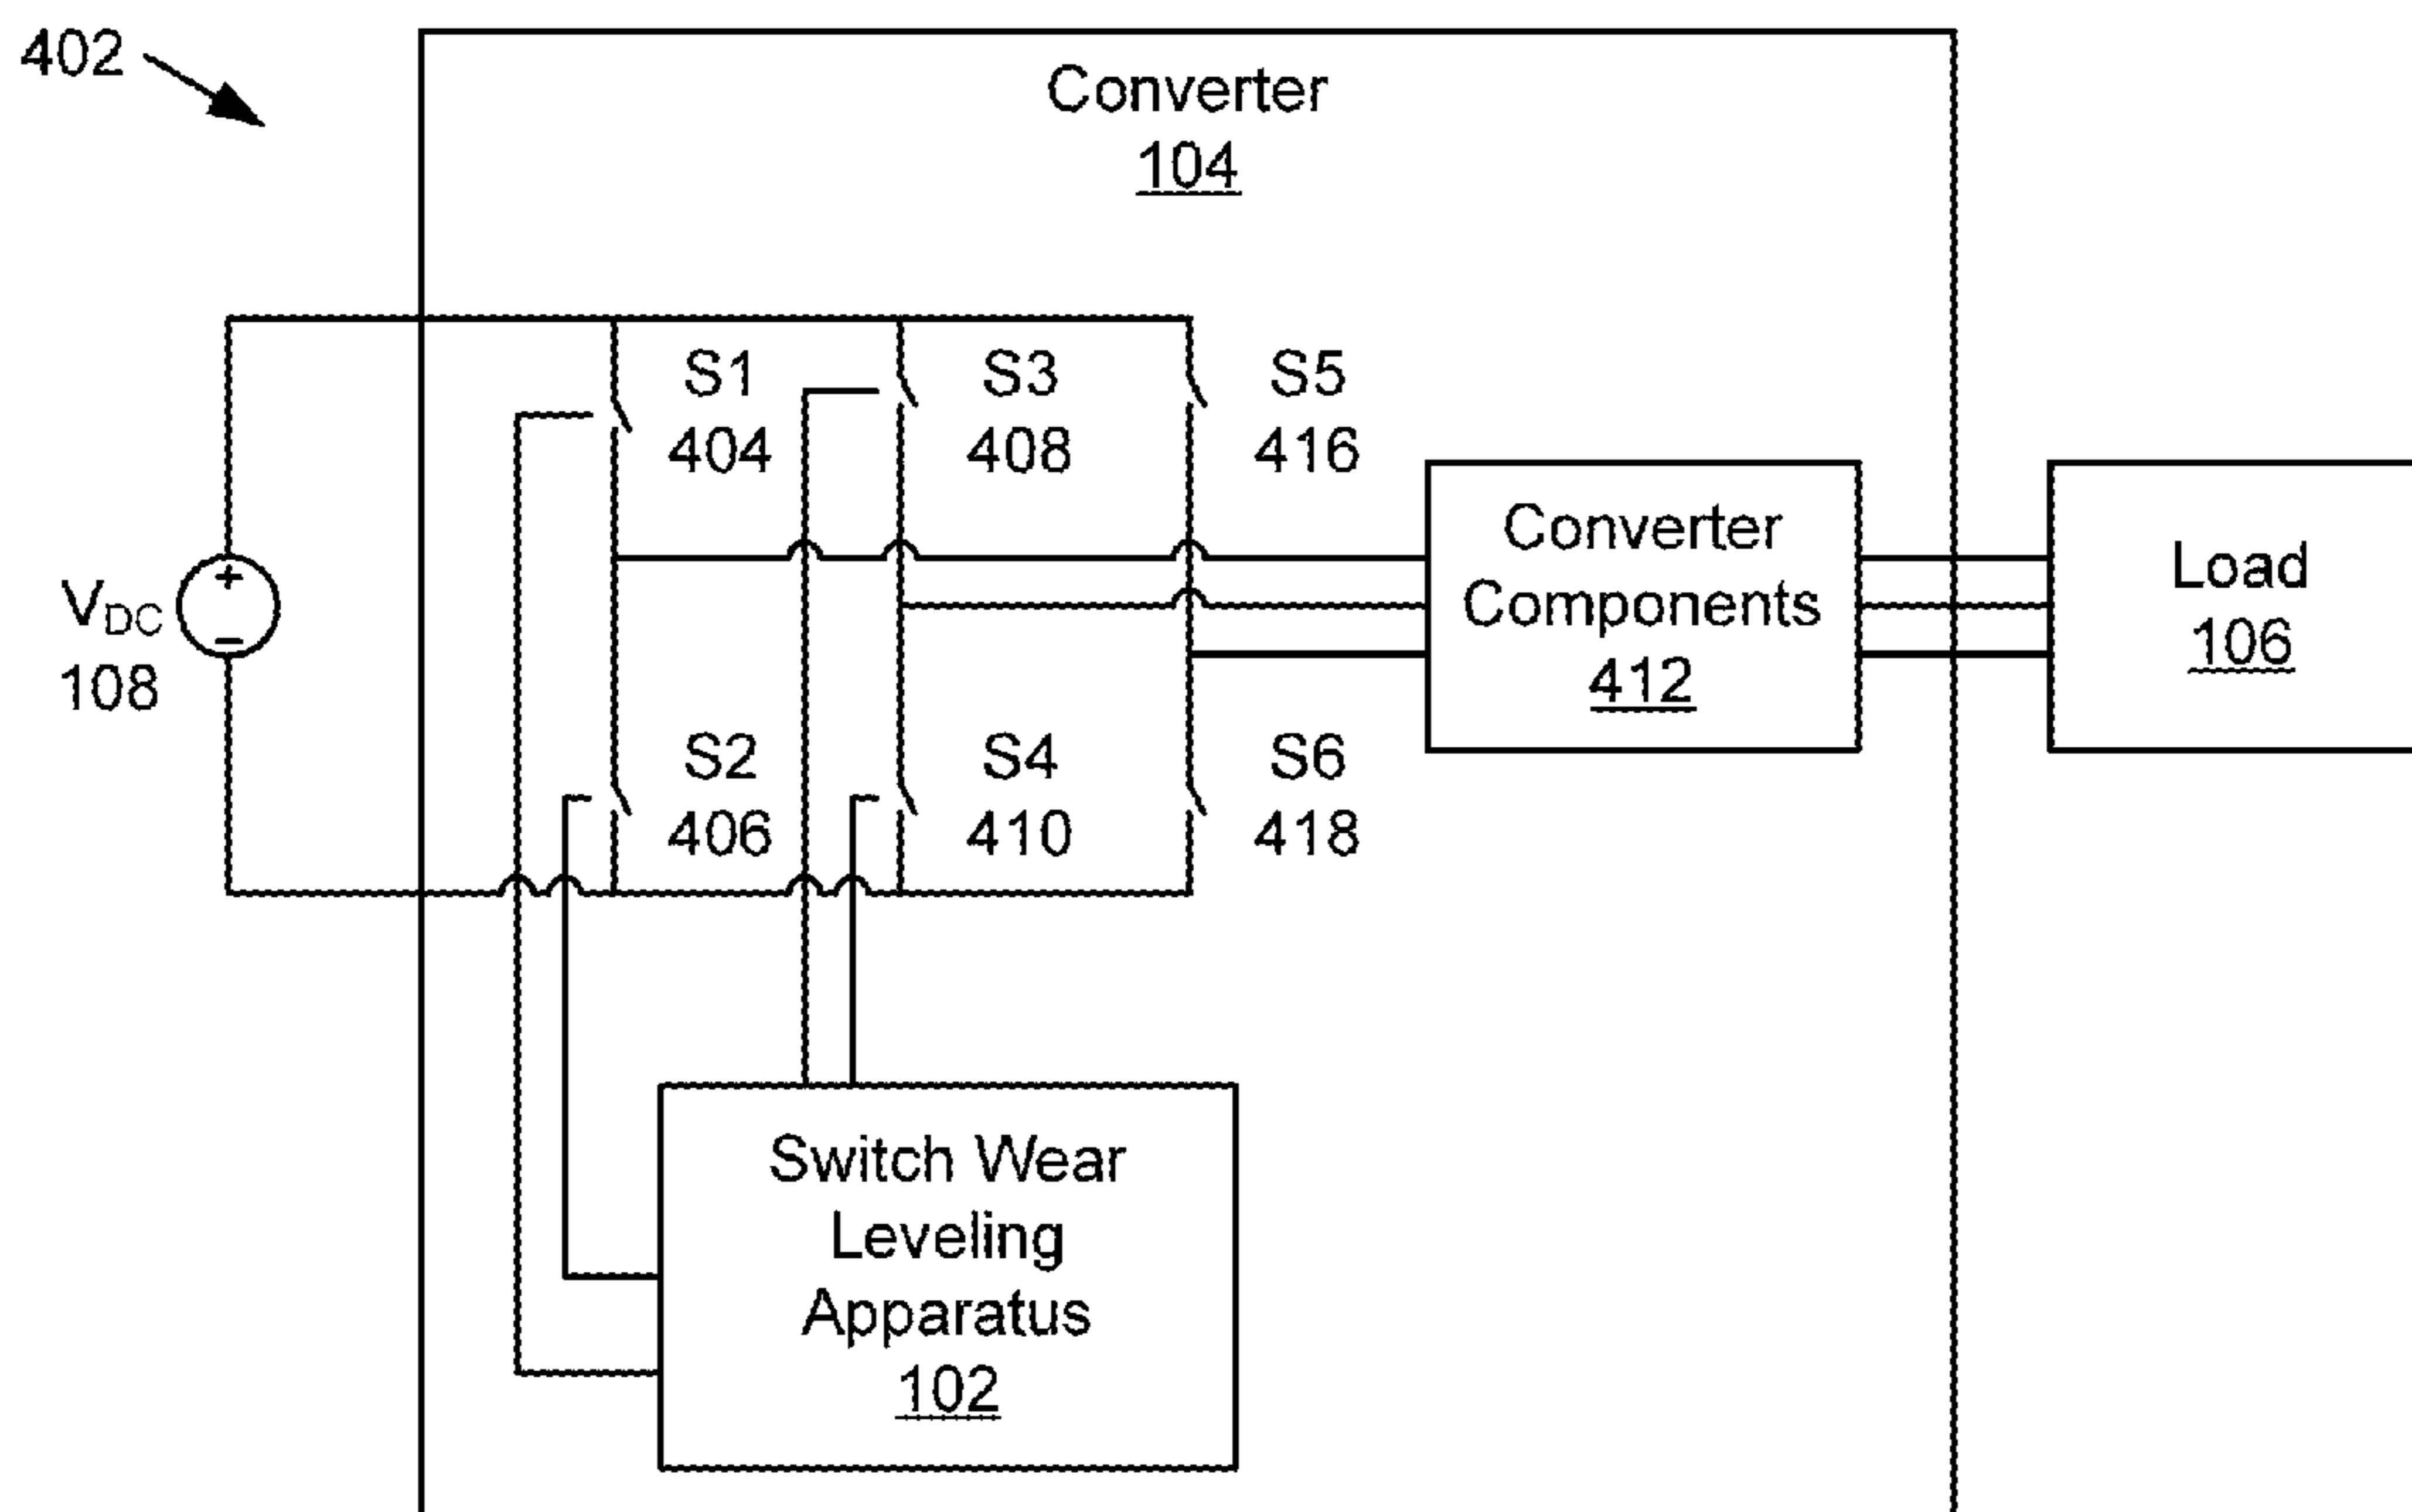 402
Converter
104
S1
404
S3
408
S5
416
Converter
Components
412
Load
106
+
−
V_DC
108
S2
406
S4
410
S6
418
Switch Wear
Leveling
Apparatus
102